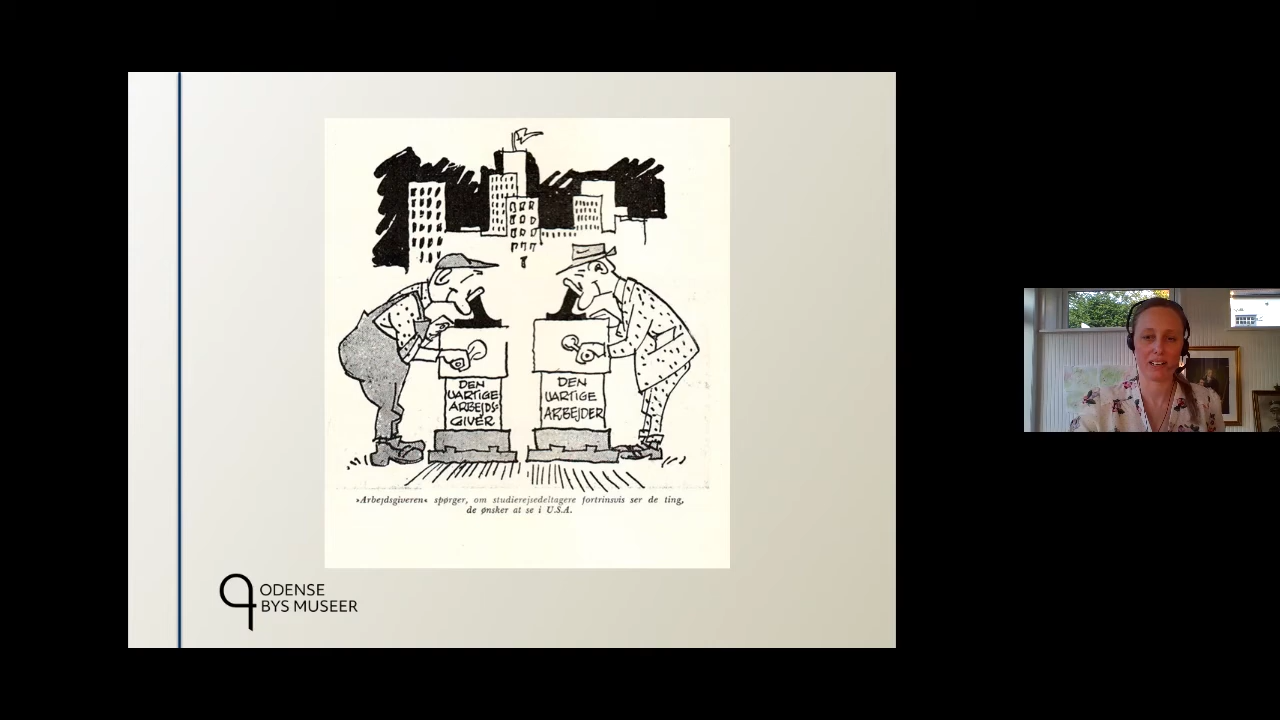 DEN
UARTIGE
ARBEJDS-
GIVER
DEN
UARTIGE
ARBEJDER
»Arbejdsgiveren« spørger, om studierejsedeltagere fortrinsvis ser de ting,
de ønsker at se i U.S.A.
ODENSE
BYS MUSEER